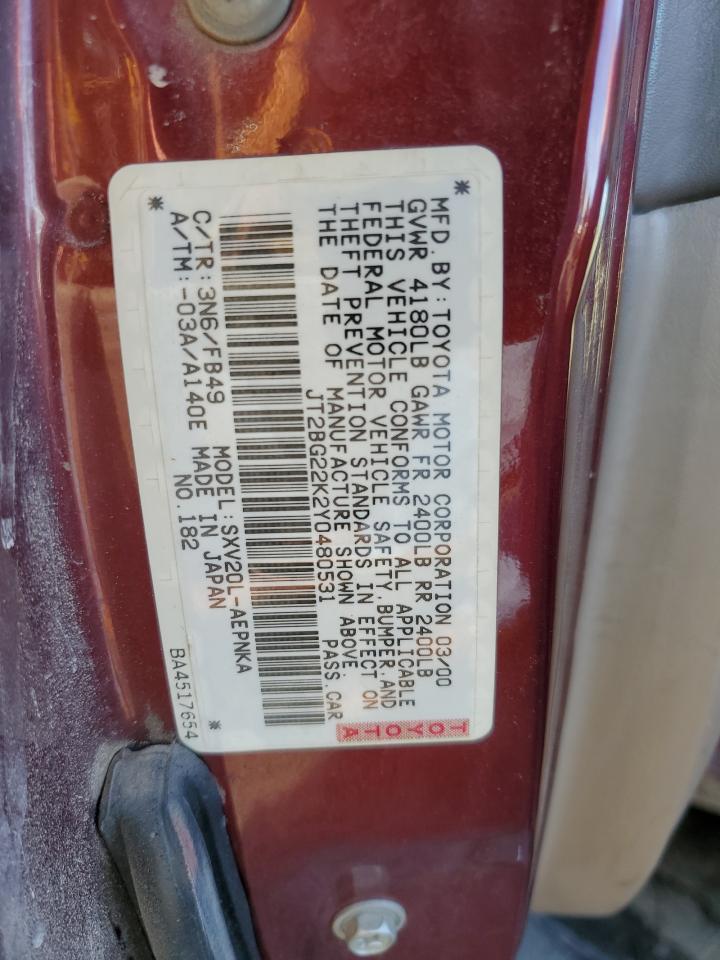 MFD.BY:TOYOTA MOTOR CORPORATION 03/00
GVWR 4180LB GAWR FR 2400LB RR 2400LB
THIS VEHICLE CONFORMS TO ALL APPLICABLE
FEDERAL MOTOR VEHICLE SAFETY,BUMPER,AND
THEFT PREVENTION STANDARDS IN EFFECT ON
THE DATE OF MANUFACTURE SHOWN ABOVE.
TOYOTA
JT2BG22K2Y0480531 PASS.CAR
C/TR:3N6/FB49 MODEL:SXV20L-AEPNKA
A/TM:-03A/A140E MADE IN JAPAN
NO.182
BA4517654